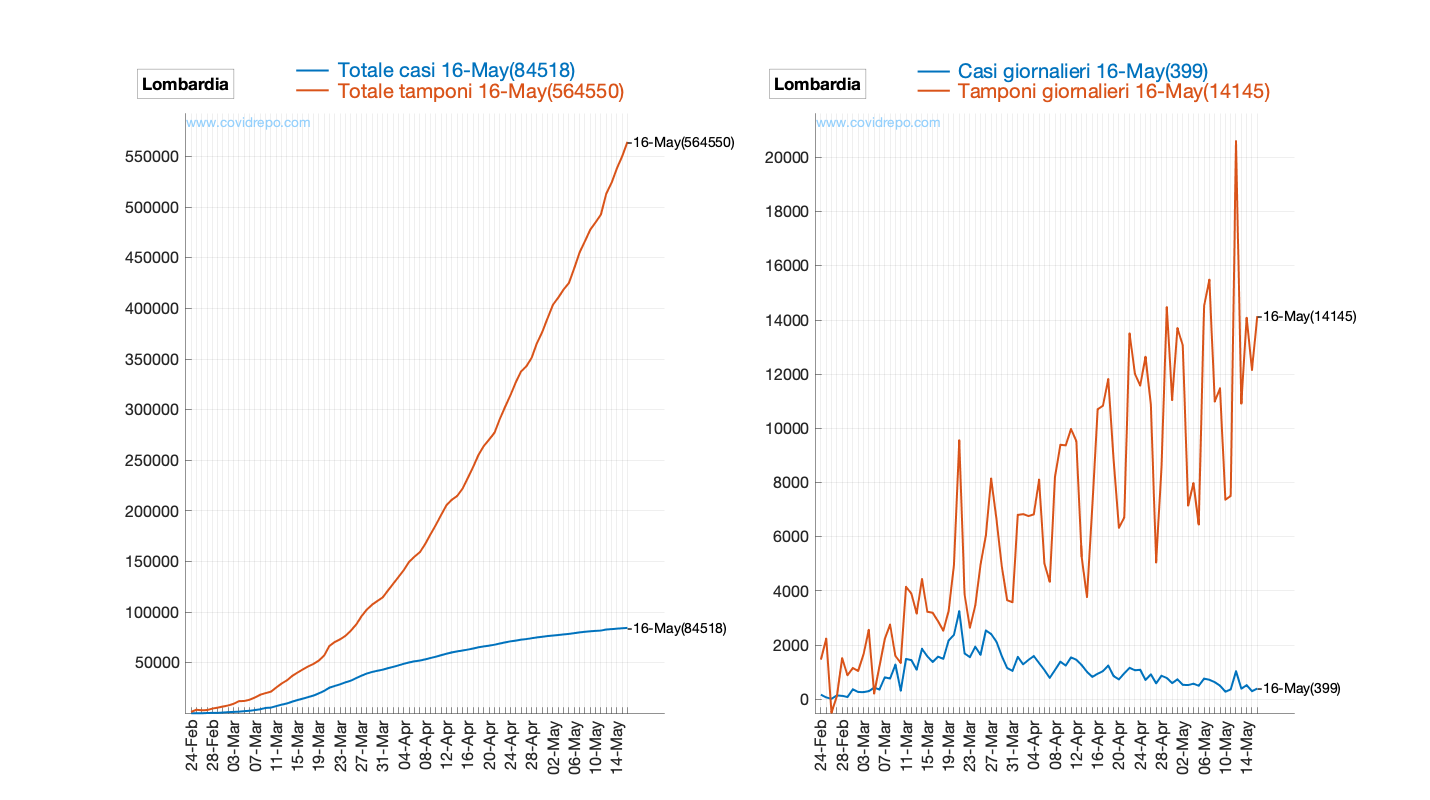 Lombardia
Totale casi 16-May(84518)
Totale tamponi 16-May(564550)
www.covidrepo.com
550000
500000
450000
400000
350000
300000
250000
200000
150000
100000
50000
16-May(564550)
16-May(84518)
24-Feb
28-Feb
03-Mar
07-Mar
11-Mar
15-Mar
19-Mar
23-Mar
27-Mar
31-Mar
04-Apr
08-Apr
12-Apr
16-Apr
20-Apr
24-Apr
28-Apr
02-May
06-May
10-May
14-May
Lombardia
Casi giornalieri 16-May(399)
Tamponi giornalieri 16-May(14145)
www.covidrepo.com
20000
18000
16000
14000
12000
10000
8000
6000
4000
2000
0
16-May(14145)
16-May(399)
24-Feb
28-Feb
03-Mar
07-Mar
11-Mar
15-Mar
19-Mar
23-Mar
27-Mar
31-Mar
04-Apr
08-Apr
12-Apr
16-Apr
20-Apr
24-Apr
28-Apr
02-May
06-May
10-May
14-May